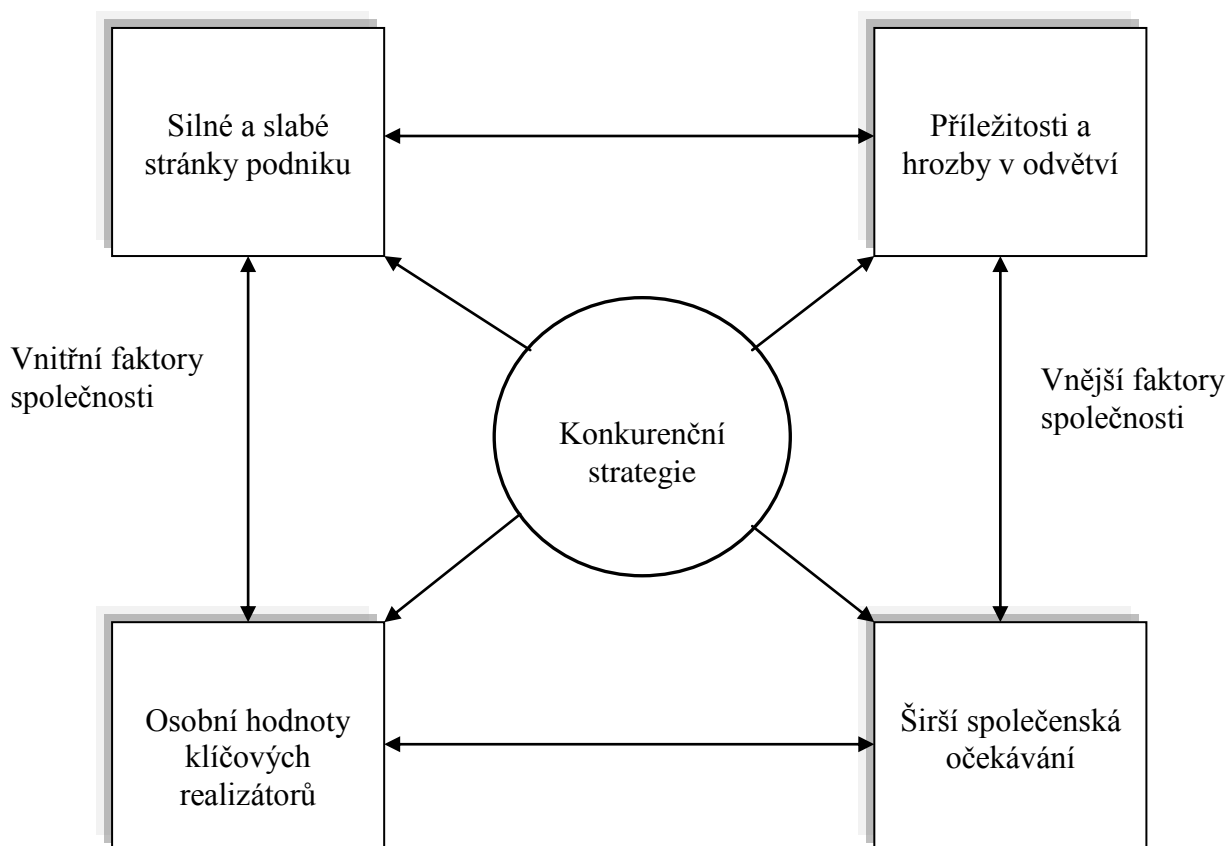 Silné a slabé
stránky podniku
Příležitosti a
hrozby v odvětví
Vnitřní faktory
společnosti
Vnější faktory
společnosti
Konkurenční
strategie
Osobní hodnoty
klíčových
realizátorů
Širší společenská
očekávání